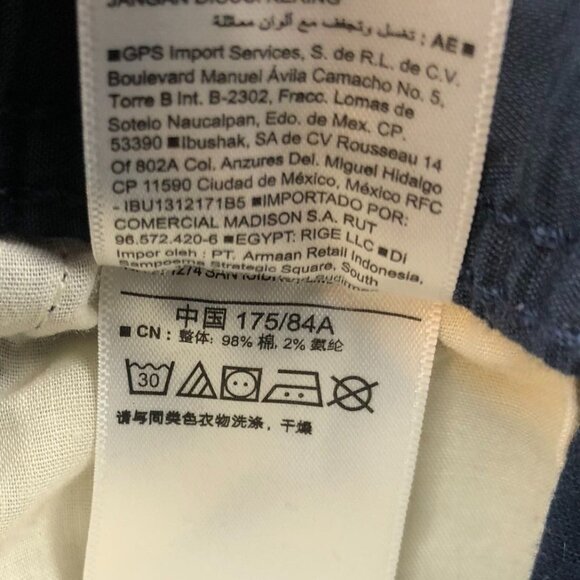 JANGAN DIGOSOK/KERING
AE: تغسل وتجفف مع ألوان مماثلة
■GPS Import Services, S. de R.L. de C.V.
Boulevard Manuel Ávila Camacho No. 5,
Torre B Int. B-2302, Fracc. Lomas de
Sotelo Naucalpan, Edo. de Mex. CP.
53390 ■Ibushak, SA de CV Rousseau 14
Of 802A Col. Anzures Del. Miguel Hidalgo
CP 11590 Ciudad de México, México RFC
- IBU1312171B5 ■IMPORTADO POR:
COMERCIAL MADISON S.A. RUT
96.572.420-6 ■EGYPT: RIGE LLC ■DI
Impor oleh : PT. Armaan Retail Indonesia,
Sampoerna Strategic Square, South
中国 175/84A
■ CN : 整体: 98% 棉, 2% 氨纶
30
请与同类色衣物洗涤, 干燥